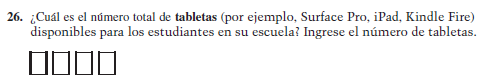 26. ¿Cuál es el número total de tabletas (por ejemplo, Surface Pro, iPad, Kindle Fire)
disponibles para los estudiantes en su escuela? Ingrese el número de tabletas.